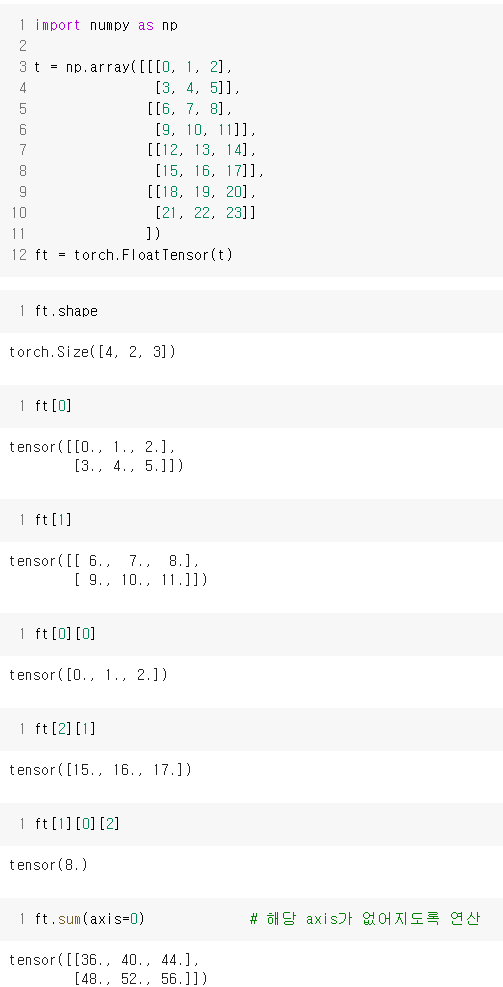 1 import numpy as np
2
3 t = np.array([[[0, 1, 2],
4 [3, 4, 5]],
5 [[6, 7, 8],
6 [9, 10, 11]],
7 [[12, 13, 14],
8 [15, 16, 17]],
9 [[18, 19, 20],
10 [21, 22, 23]]
11 ])
12 ft = torch.FloatTensor(t)
1 ft.shape
torch.Size([4, 2, 3])
1 ft[0]
tensor([[0., 1., 2.],
[3., 4., 5.]])
1 ft[1]
tensor([[ 6., 7., 8.],
[ 9., 10., 11.]])
1 ft[0][0]
tensor([0., 1., 2.])
1 ft[2][1]
tensor([15., 16., 17.])
1 ft[1][0][2]
tensor(8.)
1 ft.sum(axis=0) # 해당 axis가 없어지도록 연산
tensor([[36., 40., 44.],
[48., 52., 56.]])